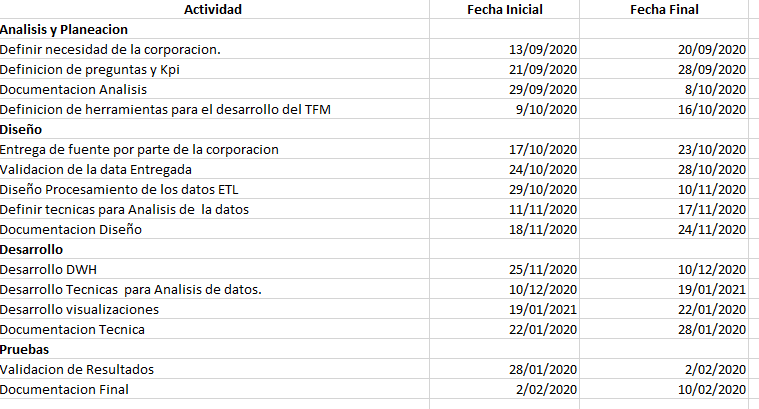 Actividad Fecha Inicial Fecha Final
Analisis y Planeacion
Definir necesidad de la corporacion. 13/09/2020 20/09/2020
Definicion de preguntas y Kpi 21/09/2020 28/09/2020
Documentacion Analisis 29/09/2020 8/10/2020
Definicion de herramientas para el desarrollo del TFM 9/10/2020 16/10/2020
Diseño
Entrega de fuente por parte de la corporacion 17/10/2020 23/10/2020
Validacion de la data Entregada 24/10/2020 28/10/2020
Diseño Procesamiento de los datos ETL 29/10/2020 10/11/2020
Definir tecnicas para Analisis de  la datos 11/11/2020 17/11/2020
Documentacion Diseño 18/11/2020 24/11/2020
Desarrollo
Desarrollo DWH 25/11/2020 10/12/2020
Desarrollo Tecnicas  para Analisis de datos. 10/12/2020 19/01/2021
Desarrollo visualizaciones 19/01/2021 22/01/2020
Documentacion Tecnica 22/01/2020 28/01/2020
Pruebas
Validacion de Resultados 28/01/2020 2/02/2020
Documentacion Final 2/02/2020 10/02/2020